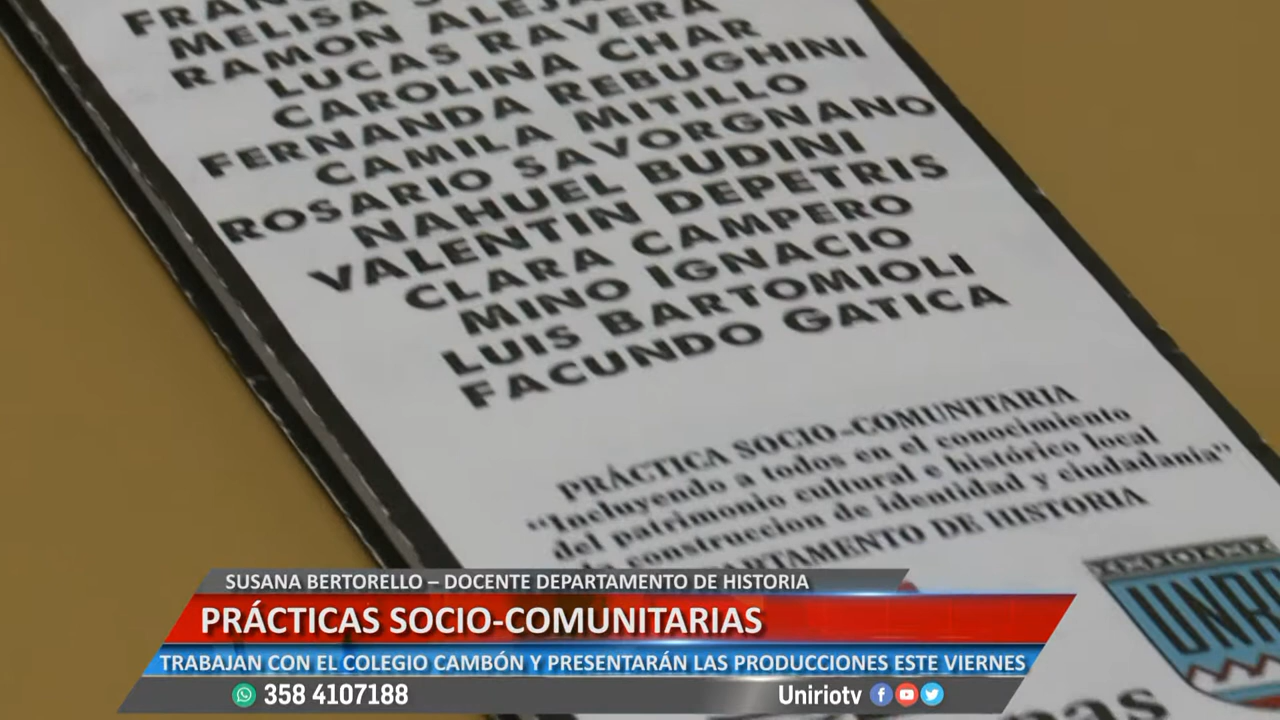 MELISA
RAMON
LUCAS RAVERA
CAROLINA CHAR
FERNANDA REBUGHINI
CAMILA MITILLO
ROSARIO SAVORGNANO
NAHUEL BUDINI
VALENTIN DEPETRIS
CLARA CAMPERO
MINO IGNACIO
LUIS BARTOMIOLI
FACUNDO GATICA
PRÁCTICA SOCIO-COMUNITARIA
“Incluyendo a todos en el conocimiento
del patrimonio cultural e histórico local
construccion de identidad y ciudadanía”
DE HISTORIA
SUSANA BERTORELLO – DOCENTE DEPARTAMENTO DE HISTORIA
PRÁCTICAS SOCIO-COMUNITARIAS
TRABAJAN CON EL COLEGIO CAMBÓN Y PRESENTARÁN LAS PRODUCCIONES ESTE VIERNES
358 4107188
Uniriotv